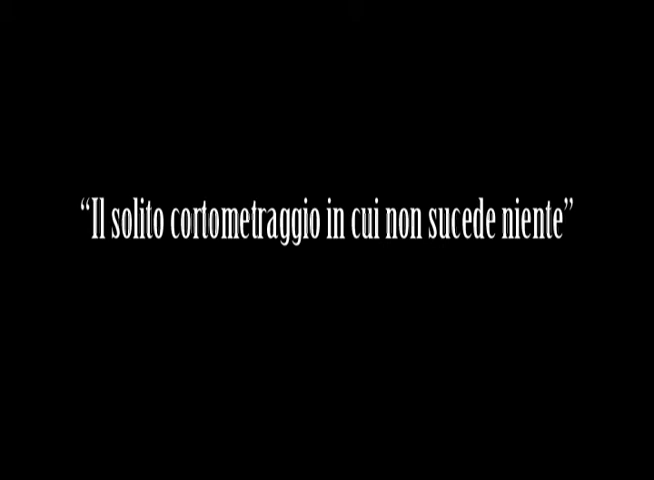 “Il solito cortometraggio in cui non sucede niente”